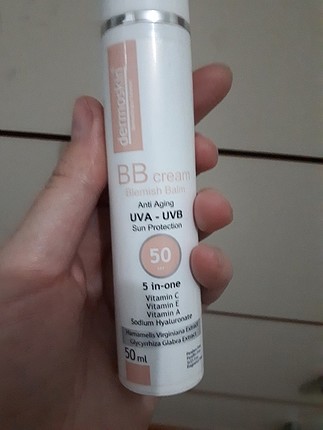 dermoskin
BB cream
Blemish Balm
Anti Aging
UVA - UVB
Sun Protection
50
5 in-one
Vitamin C
Vitamin E
Vitamin A
Sodium Hyaluronate
Hamamelis Virginiana Extract
Glycyrrhiza Glabra Extract
50 ml